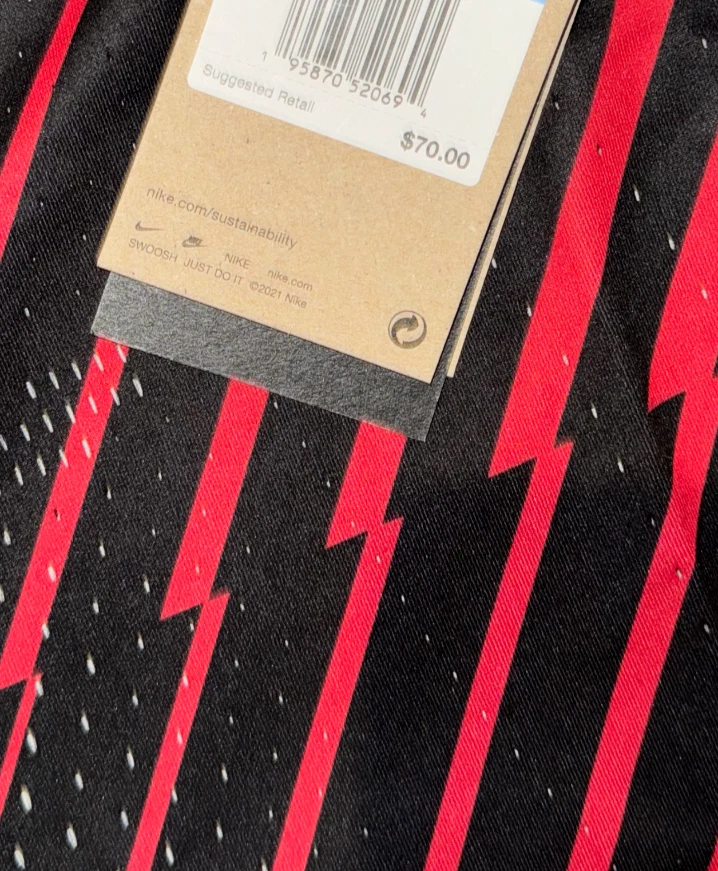 1 95870 52069 4
Suggested Retail
$70.00
nike.com/sustainability
SWOOSH JUST DO IT NIKE nike.com
©2021 Nike